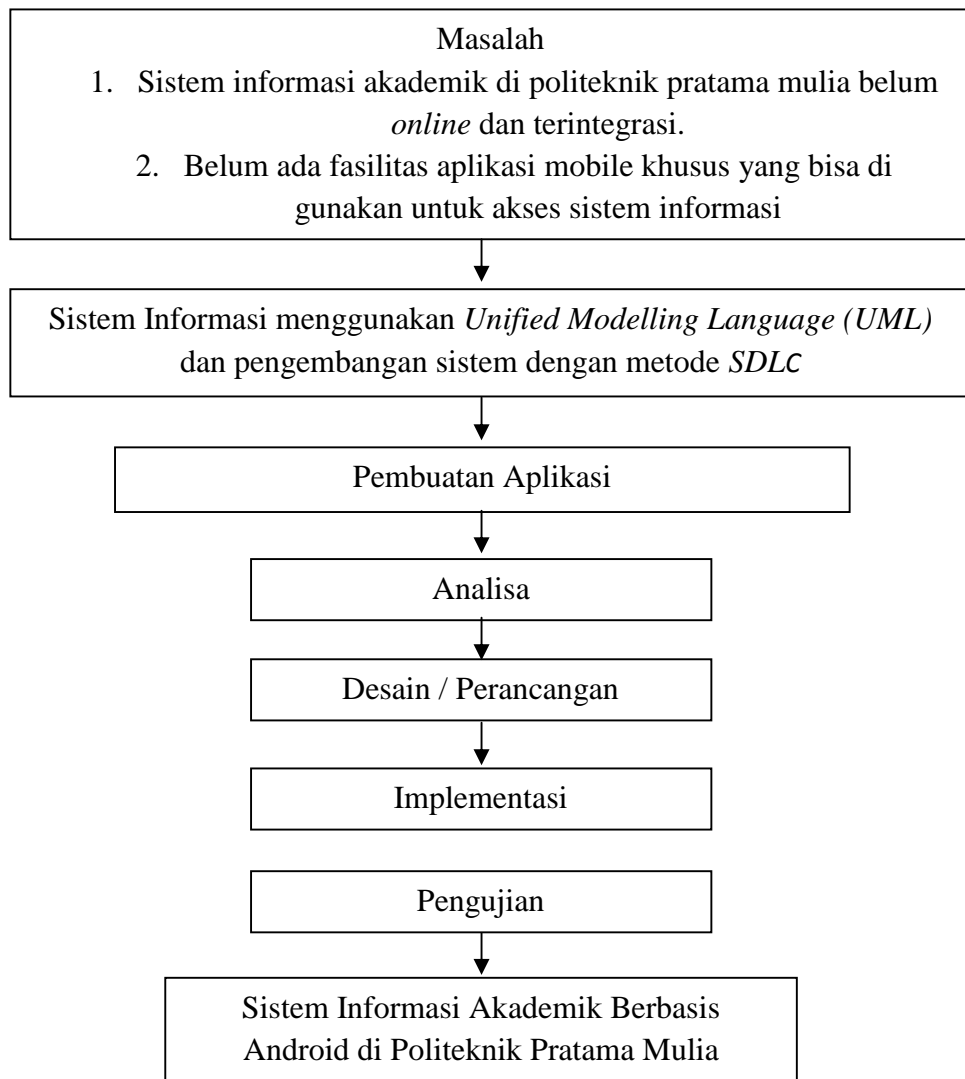 Masalah
1. Sistem informasi akademik di politeknik pratama mulia belum
online dan terintegrasi.
2. Belum ada fasilitas aplikasi mobile khusus yang bisa di
gunakan untuk akses sistem informasi
Sistem Informasi menggunakan Unified Modelling Language (UML)
dan pengembangan sistem dengan metode SDLC
Pembuatan Aplikasi
Analisa
Desain / Perancangan
Implementasi
Pengujian
Sistem Informasi Akademik Berbasis
Android di Politeknik Pratama Mulia